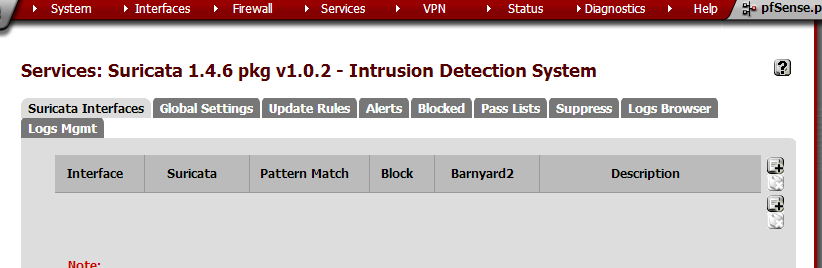 System Interfaces Firewall Services VPN Status Diagnostics Help pfSense.p
Services: Suricata 1.4.6 pkg v1.0.2 - Intrusion Detection System
Suricata Interfaces Global Settings Update Rules Alerts Blocked Pass Lists Suppress Logs Browser
Logs Mgmt
Interface Suricata Pattern Match Block Barnyard2 Description
Note: